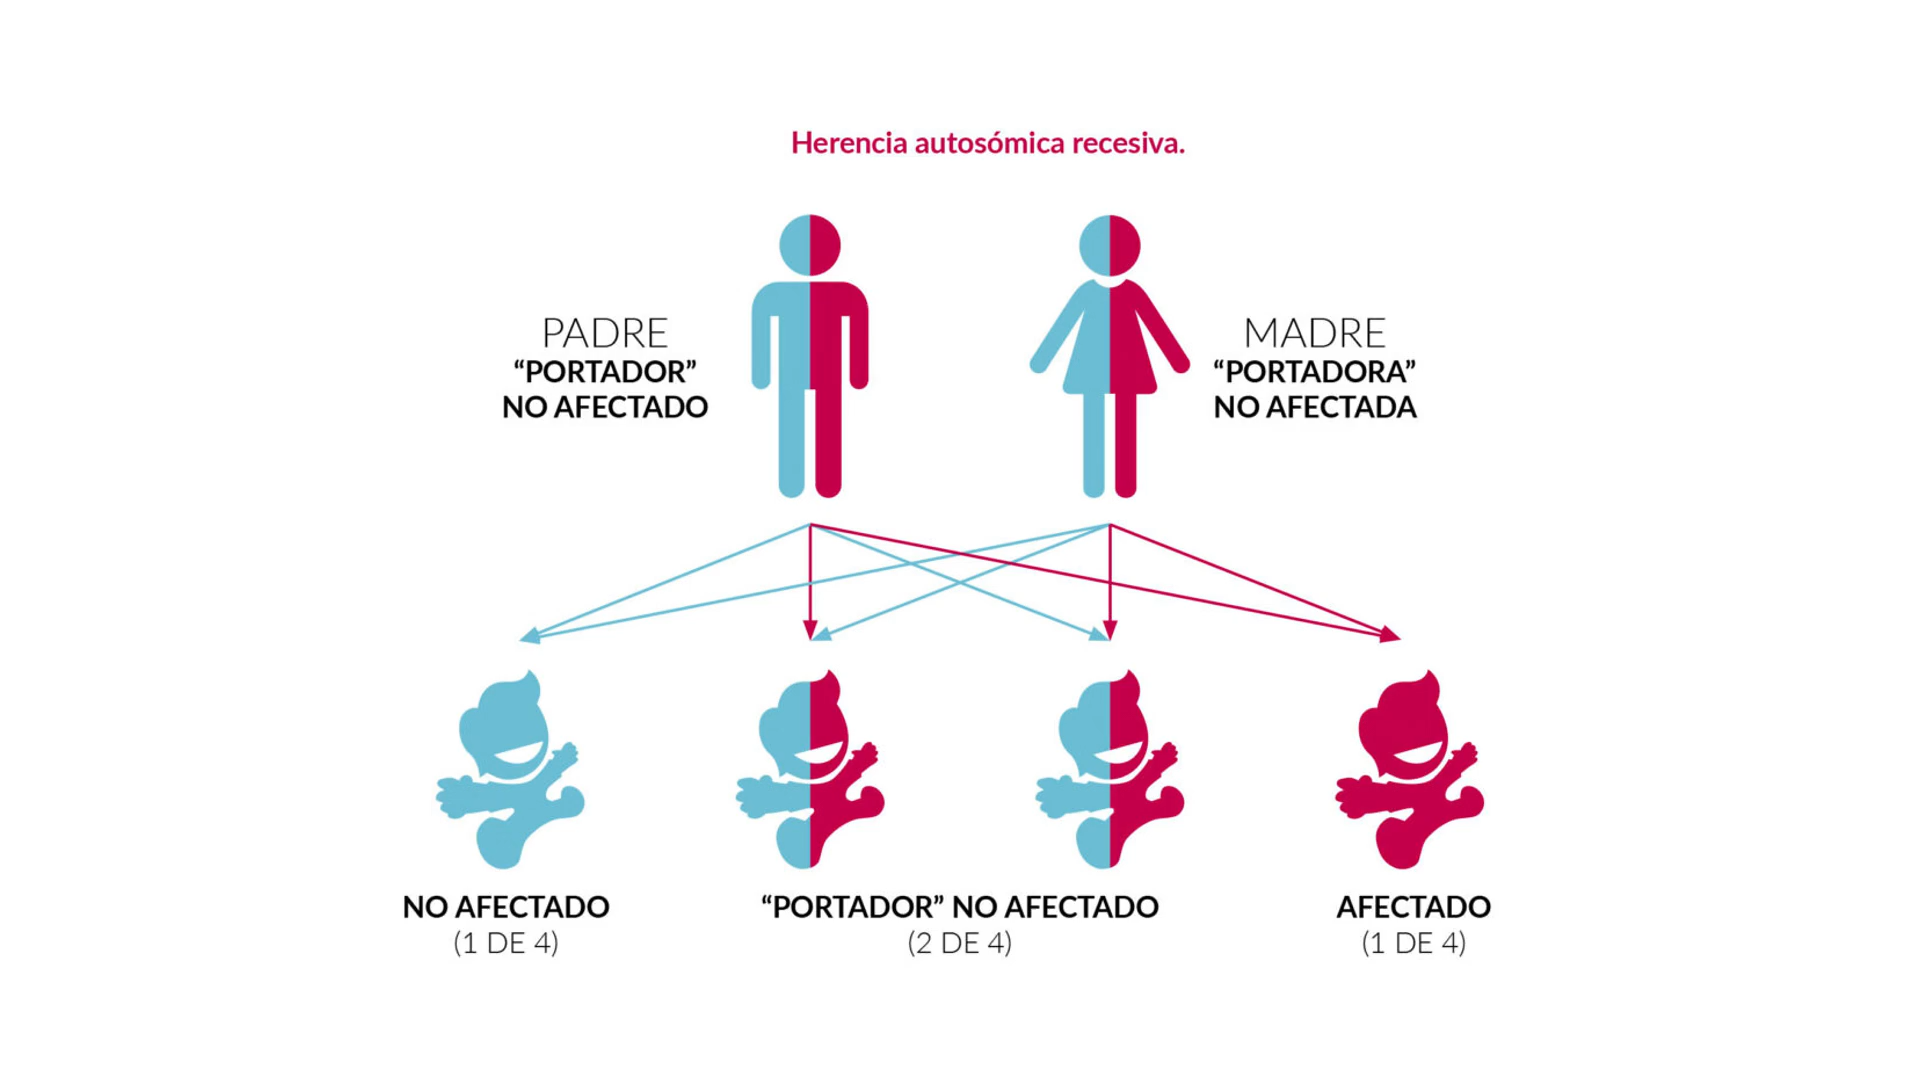 Herencia autosómica recesiva.
PADRE
“PORTADOR”
NO AFECTADO
MADRE
“PORTADORA”
NO AFECTADA
NO AFECTADO
(1 DE 4)
“PORTADOR” NO AFECTADO
(2 DE 4)
AFECTADO
(1 DE 4)